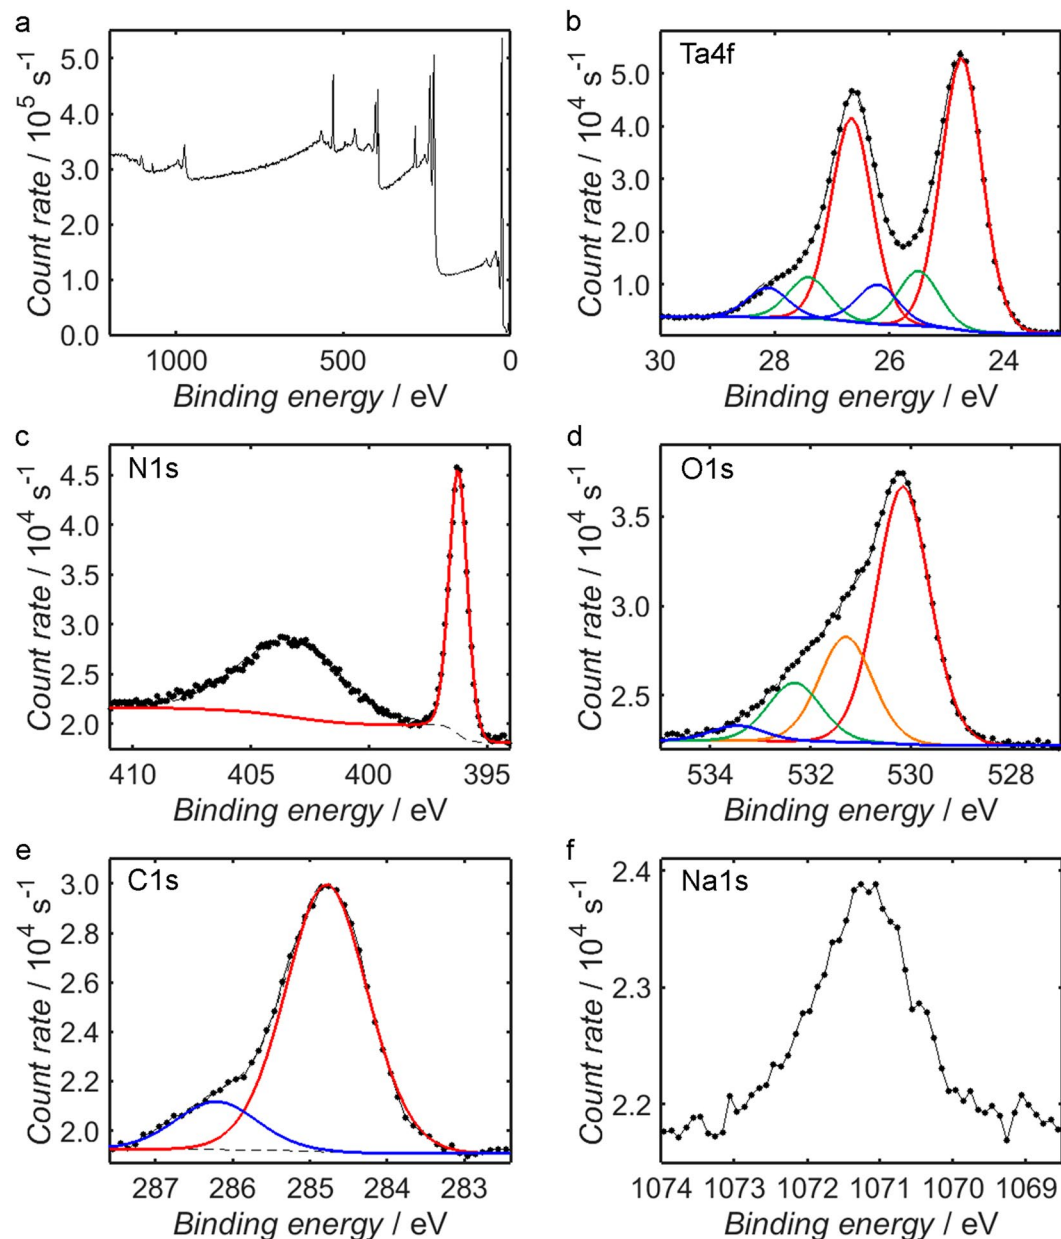 a
5.0
4.0
3.0
2.0
1.0
0.0
Count rate / 10⁵ s⁻¹
1000
500
0
Binding energy / eV
b
Ta4f
5.0
4.0
3.0
2.0
1.0
Count rate / 10⁴ s⁻¹
30
28
26
24
Binding energy / eV
c
N1s
4.5
4.0
3.5
3.0
2.5
2.0
Count rate / 10⁴ s⁻¹
410
405
400
395
Binding energy / eV
d
O1s
3.5
3.0
2.5
Count rate / 10⁴ s⁻¹
534
532
530
528
Binding energy / eV
e
C1s
3.0
2.8
2.6
2.4
2.2
2.0
Count rate / 10⁴ s⁻¹
287
286
285
284
283
Binding energy / eV
f
Na1s
2.4
2.3
2.2
Count rate / 10⁴ s⁻¹
1074
1073
1072
1071
1070
1069
Binding energy / eV